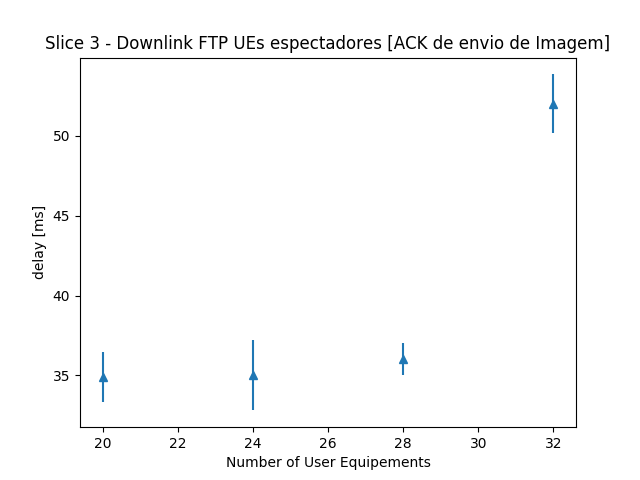 Slice 3 - Downlink FTP UEs espectadores [ACK de envio de Imagem]
50
45
40
35
delay [ms]
20 22 24 26 28 30 32
Number of User Equipements